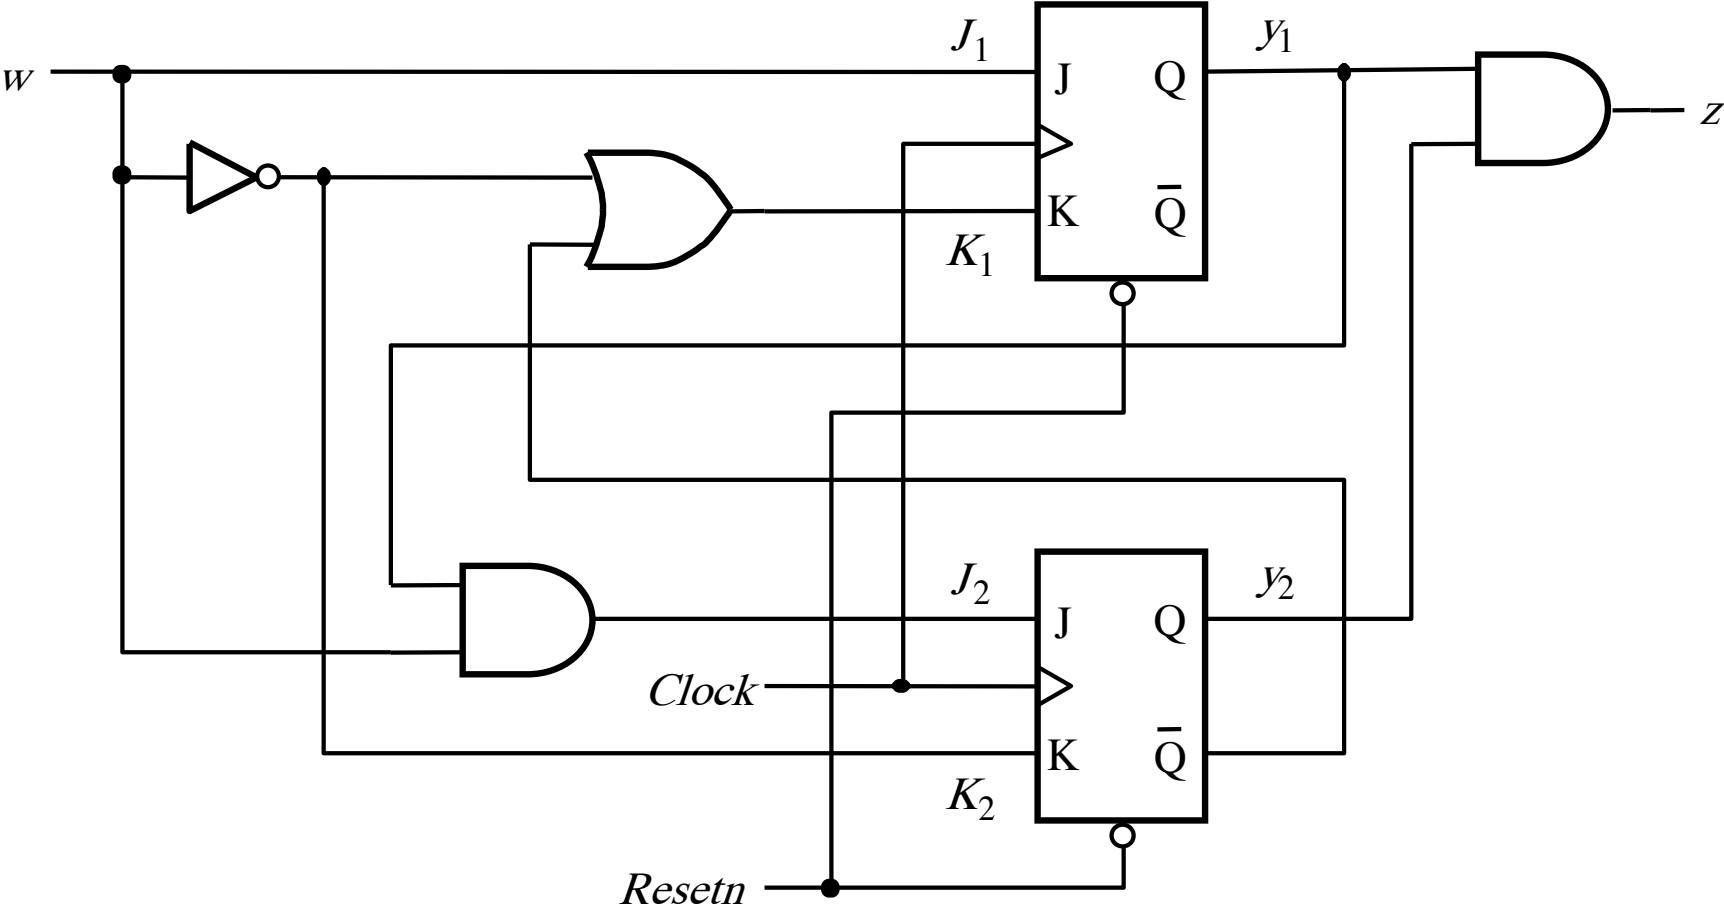 J₁ y₁
w J Q z
K Q̅
K₁
J₂ y₂
J Q
Clock
K Q̅
K₂
Resetn